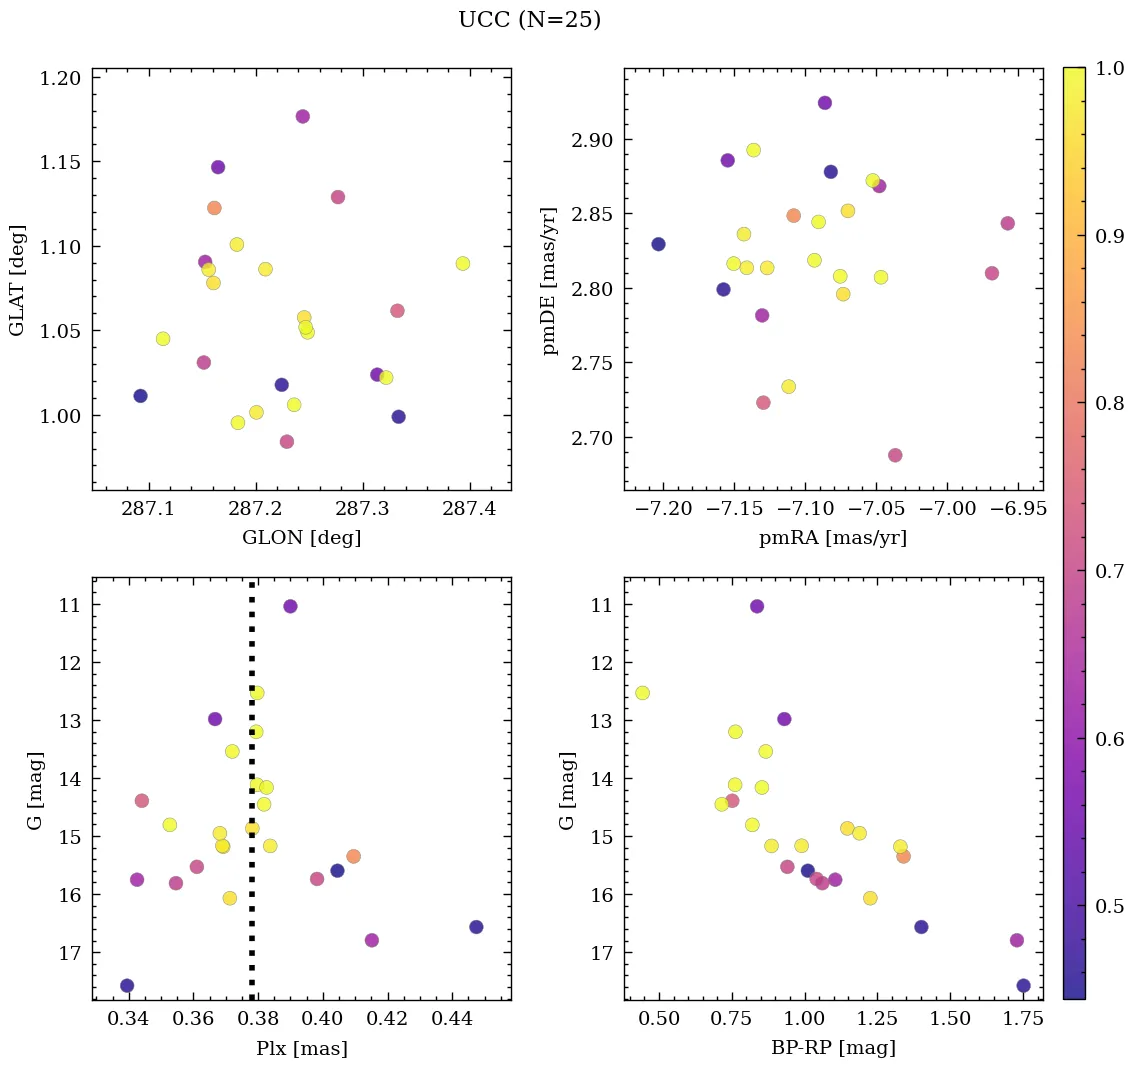 UCC (N=25)
1.20
1.15
1.10
1.05
1.00
GLAT [deg]
287.1 287.2 287.3 287.4
GLON [deg]
2.90
2.85
2.80
2.75
2.70
pmDE [mas/yr]
−7.20 −7.15 −7.10 −7.05 −7.00 −6.95
pmRA [mas/yr]
11
12
13
14
15
16
17
G [mag]
0.34 0.36 0.38 0.40 0.42 0.44
Plx [mas]
11
12
13
14
15
16
17
G [mag]
0.50 0.75 1.00 1.25 1.50 1.75
BP-RP [mag]
1.0
0.9
0.8
0.7
0.6
0.5